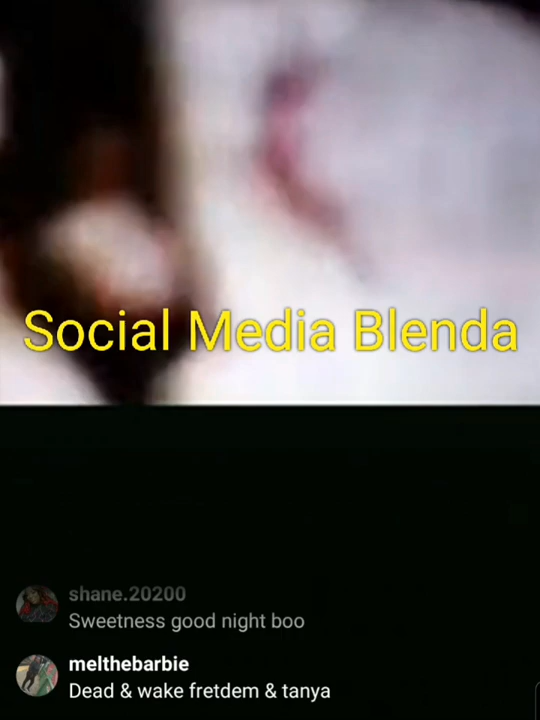 Social Media Blenda
shane.20200
Sweetness good night boo
melthebarbie
Dead & wake fretdem & tanya